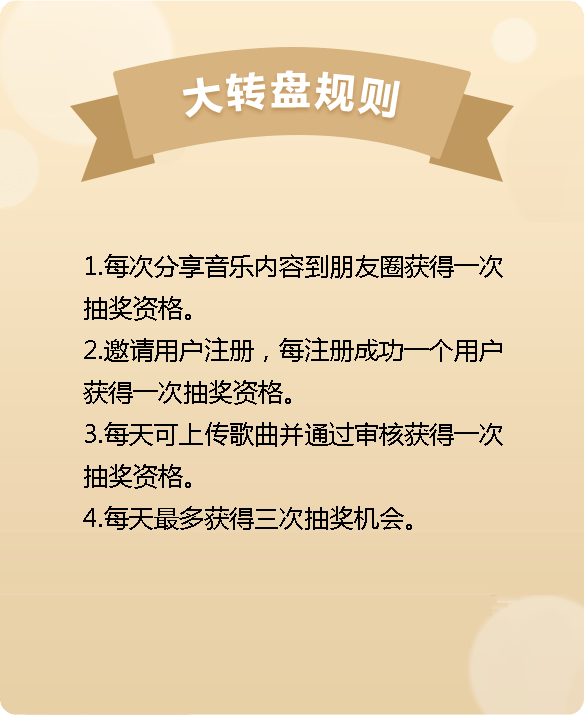 大转盘规则
1.每次分享音乐内容到朋友圈获得一次
抽奖资格。
2.邀请用户注册，每注册成功一个用户
获得一次抽奖资格。
3.每天可上传歌曲并通过审核获得一次
抽奖资格。
4.每天最多获得三次抽奖机会。